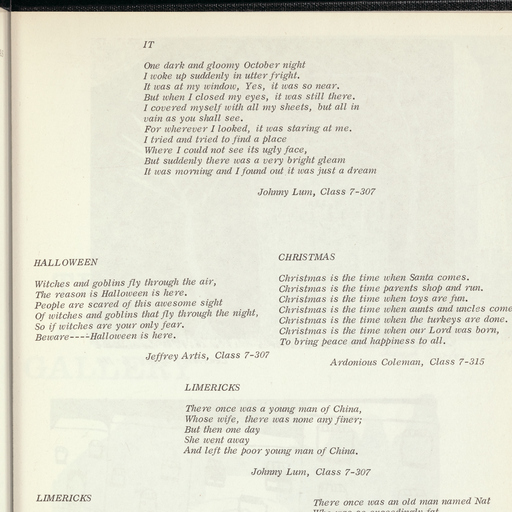 IT
One dark and gloomy October night
I woke up suddenly in utter fright.
It was at my window, Yes, it was so near.
But when I closed my eyes, it was still there.
I covered myself with all my sheets, but all in
vain as you shall see.
For wherever I looked, it was staring at me.
I tried and tried to find a place
Where I could not see its ugly face,
But suddenly there was a very bright gleam
It was morning and I found out it was just a dream
Johnny Lum, Class 7-307
HALLOWEEN
Witches and goblins fly through the air,
The reason is Halloween is here.
People are scared of this awesome sight
Of witches and goblins that fly through the night,
So if witches are your only fear.
Beware----Halloween is here.
Jeffrey Artis, Class 7-307
CHRISTMAS
Christmas is the time when Santa comes.
Christmas is the time parents shop and run.
Christmas is the time when toys are fun.
Christmas is the time when aunts and uncles come
Christmas is the time when the turkeys are done.
Christmas is the time when our Lord was born,
To bring peace and happiness to all.
Ardonious Coleman, Class 7-315
LIMERICKS
There once was a young man of China,
Whose wife, there was none any finer;
But then one day
She went away
And left the poor young man of China.
Johnny Lum, Class 7-307
LIMERICKS
There once was an old man named Nat